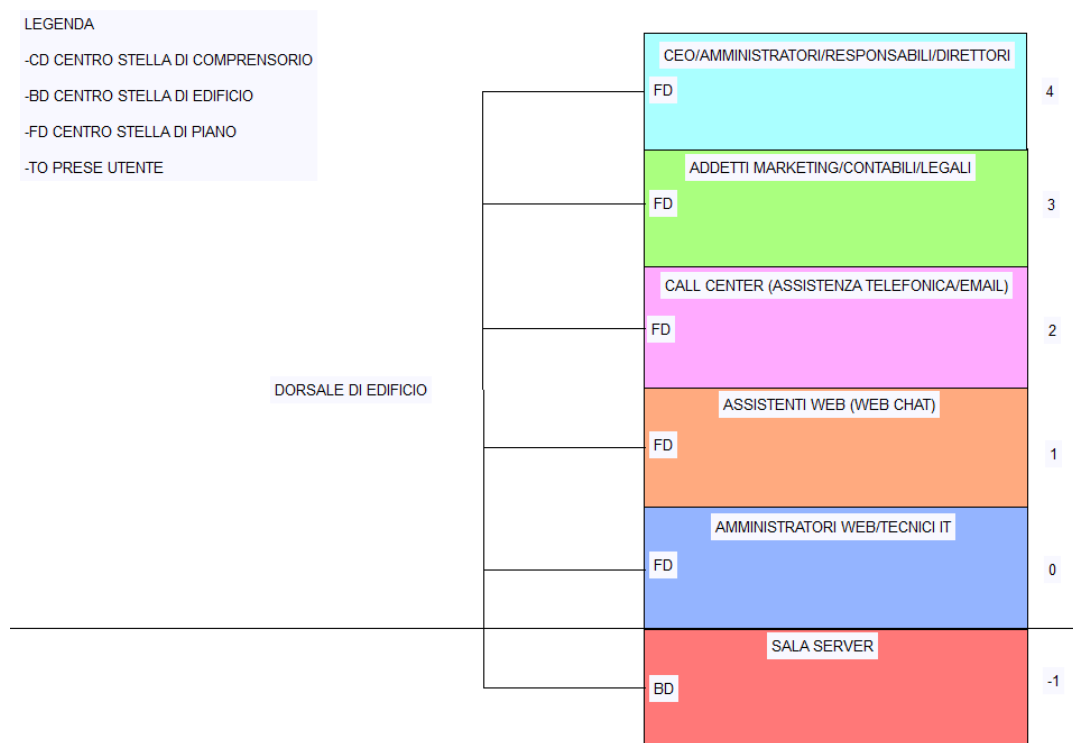 LEGENDA
-CD CENTRO STELLA DI COMPRENSORIO
-BD CENTRO STELLA DI EDIFICIO
-FD CENTRO STELLA DI PIANO
-TO PRESE UTENTE
CEO/AMMINISTRATORI/RESPONSABILI/DIRETTORI
FD
4
ADDETTI MARKETING/CONTABILI/LEGALI
FD
3
CALL CENTER (ASSISTENZA TELEFONICA/EMAIL)
FD
2
DORSALE DI EDIFICIO
ASSISTENTI WEB (WEB CHAT)
FD
1
AMMINISTRATORI WEB/TECNICI IT
FD
0
SALA SERVER
BD
-1